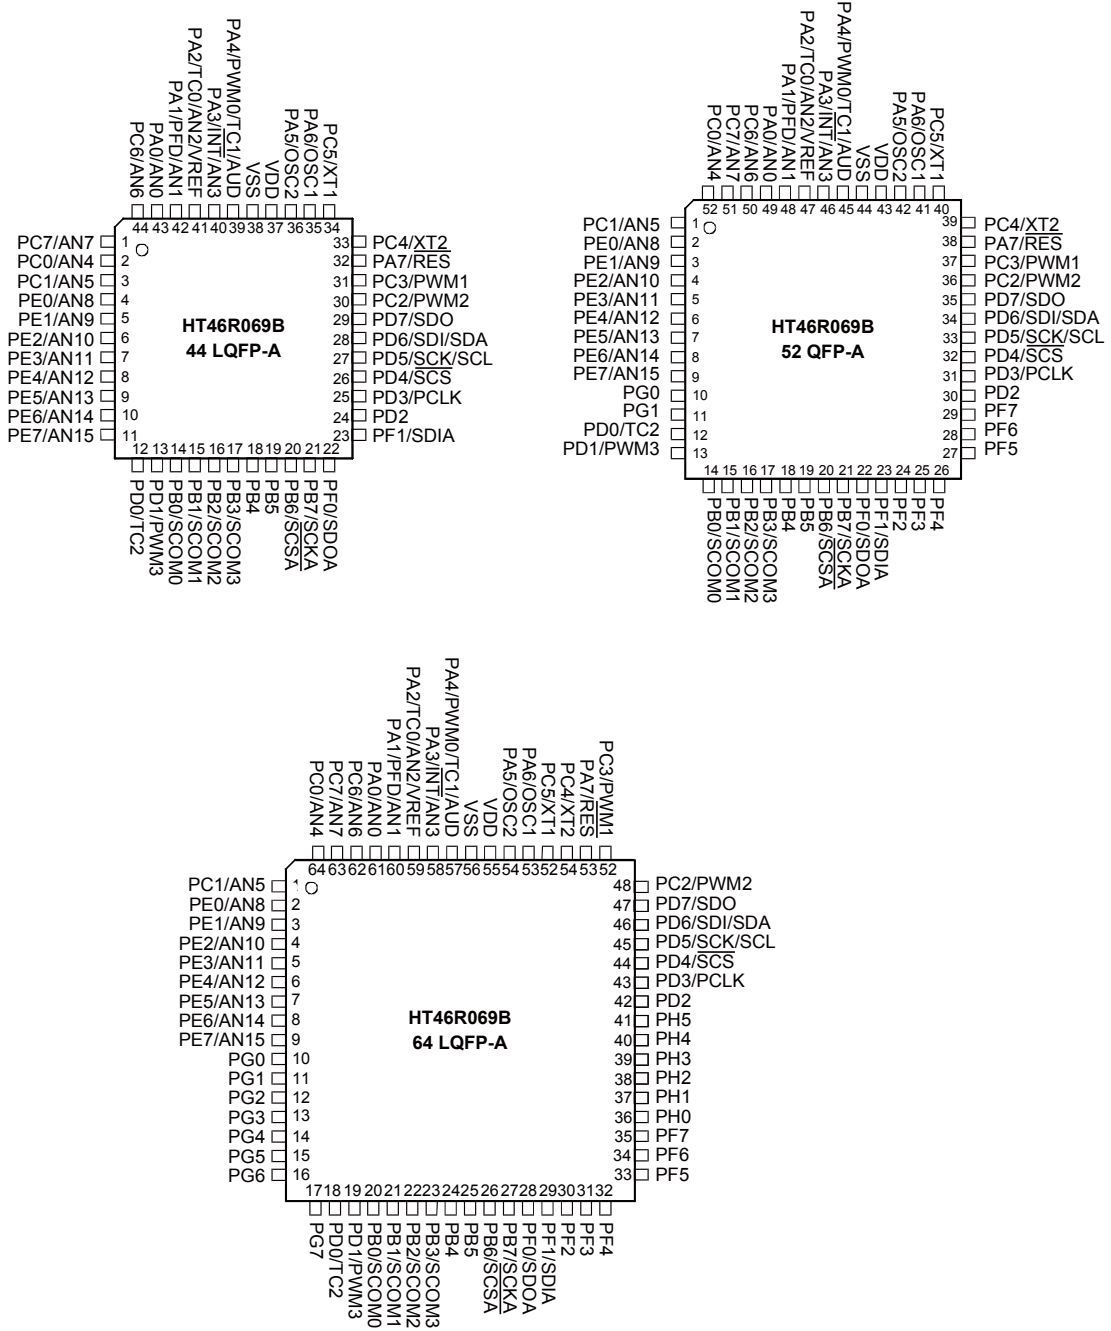 PC6/AN6
PA0/AN0
PA1/PFD/AN1
PA2/TC0/AN2/VREF
PA3/INT/AN3
PA4/PWM0/TC1/AUD
VSS
VDD
PA5/OSC2
PA6/OSC1
PC5/XT1
44 43 42 41 40 39 38 37 36 35 34
PC7/AN7 1
PC0/AN4 2
PC1/AN5 3
PE0/AN8 4
PE1/AN9 5
PE2/AN10 6
PE3/AN11 7
PE4/AN12 8
PE5/AN13 9
PE6/AN14 10
PE7/AN15 11
HT46R069B
44 LQFP-A
33 PC4/XT2
32 PA7/RES
31 PC3/PWM1
30 PC2/PWM2
29 PD7/SDO
28 PD6/SDI/SDA
27 PD5/SCK/SCL
26 PD4/SCS
25 PD3/PCLK
24 PD2
23 PF1/SDIA
12 13 14 15 16 17 18 19 20 21 22
PD0/TC2
PD1/PWM3
PB0/SCOM0
PB1/SCOM1
PB2/SCOM2
PB3/SCOM3
PB4
PB5
PB6/SCSA
PB7/SCKA
PF0/SDOA
PC0/AN4
PC7/AN7
PC6/AN6
PA0/AN0
PA1/PFD/AN1
PA2/TC0/AN2/VREF
PA3/INT/AN3
PA4/PWM0/TC1/AUD
VSS
VDD
PA5/OSC2
PA6/OSC1
PC5/XT1
52 51 50 49 48 47 46 45 44 43 42 41 40
PC1/AN5 1
PE0/AN8 2
PE1/AN9 3
PE2/AN10 4
PE3/AN11 5
PE4/AN12 6
PE5/AN13 7
PE6/AN14 8
PE7/AN15 9
PG0 10
PG1 11
PD0/TC2 12
PD1/PWM3 13
HT46R069B
52 QFP-A
39 PC4/XT2
38 PA7/RES
37 PC3/PWM1
36 PC2/PWM2
35 PD7/SDO
34 PD6/SDI/SDA
33 PD5/SCK/SCL
32 PD4/SCS
31 PD3/PCLK
30 PD2
29 PF7
28 PF6
27 PF5
14 15 16 17 18 19 20 21 22 23 24 25 26
PB0/SCOM0
PB1/SCOM1
PB2/SCOM2
PB3/SCOM3
PB4
PB5
PB6/SCSA
PB7/SCKA
PF0/SDOA
PF1/SDIA
PF2
PF3
PF4
PC0/AN4
PC7/AN7
PC6/AN6
PA0/AN0
PA1/PFD/AN1
PA2/TC0/AN2/VREF
PA3/INT/AN3
PA4/PWM0/TC1/AUD
VSS
VDD
PA5/OSC2
PA6/OSC1
PC5/XT1
PC4/XT2
PA7/RES
PC3/PWM1
64 63 62 61 60 59 58 57 56 55 54 53 52 54 53 52
PC1/AN5 1
PE0/AN8 2
PE1/AN9 3
PE2/AN10 4
PE3/AN11 5
PE4/AN12 6
PE5/AN13 7
PE6/AN14 8
PE7/AN15 9
PG0 10
PG1 11
PG2 12
PG3 13
PG4 14
PG5 15
PG6 16
HT46R069B
64 LQFP-A
48 PC2/PWM2
47 PD7/SDO
46 PD6/SDI/SDA
45 PD5/SCK/SCL
44 PD4/SCS
43 PD3/PCLK
42 PD2
41 PH5
40 PH4
39 PH3
38 PH2
37 PH1
36 PH0
35 PF7
34 PF6
33 PF5
17 18 19 20 21 22 23 24 25 26 27 28 29 30 31 32
PG7
PD0/TC2
PD1/PWM3
PB0/SCOM0
PB1/SCOM1
PB2/SCOM2
PB3/SCOM3
PB4
PB5
PB6/SCSA
PB7/SCKA
PF0/SDOA
PF1/SDIA
PF2
PF3
PF4